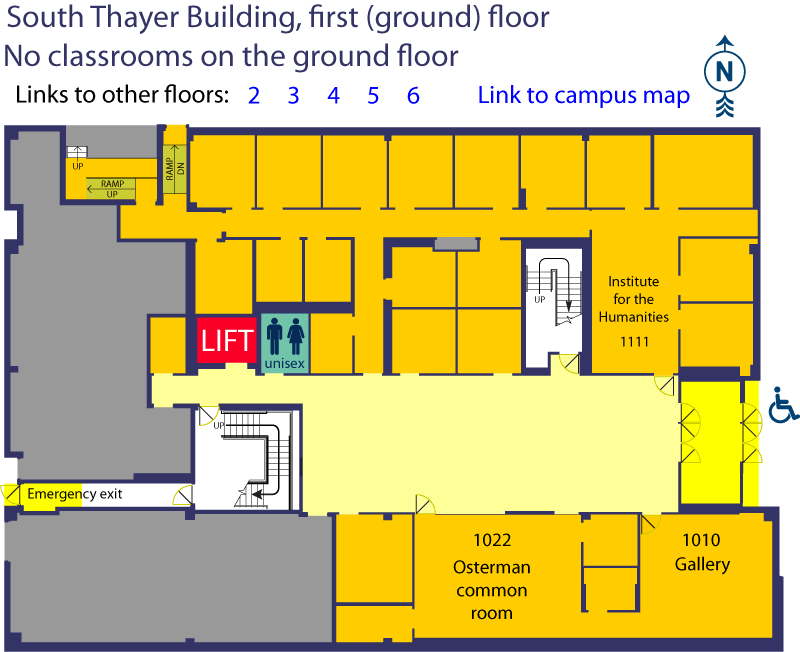 South Thayer Building, first (ground) floor
No classrooms on the ground floor
Links to other floors: 2 3 4 5 6 Link to campus map
N
UP
RAMP
UP
RAMP
DN
UP
Institute
for the
Humanities
1111
LIFT
unisex
UP
Emergency exit
1022
Osterman
common
room
1010
Gallery